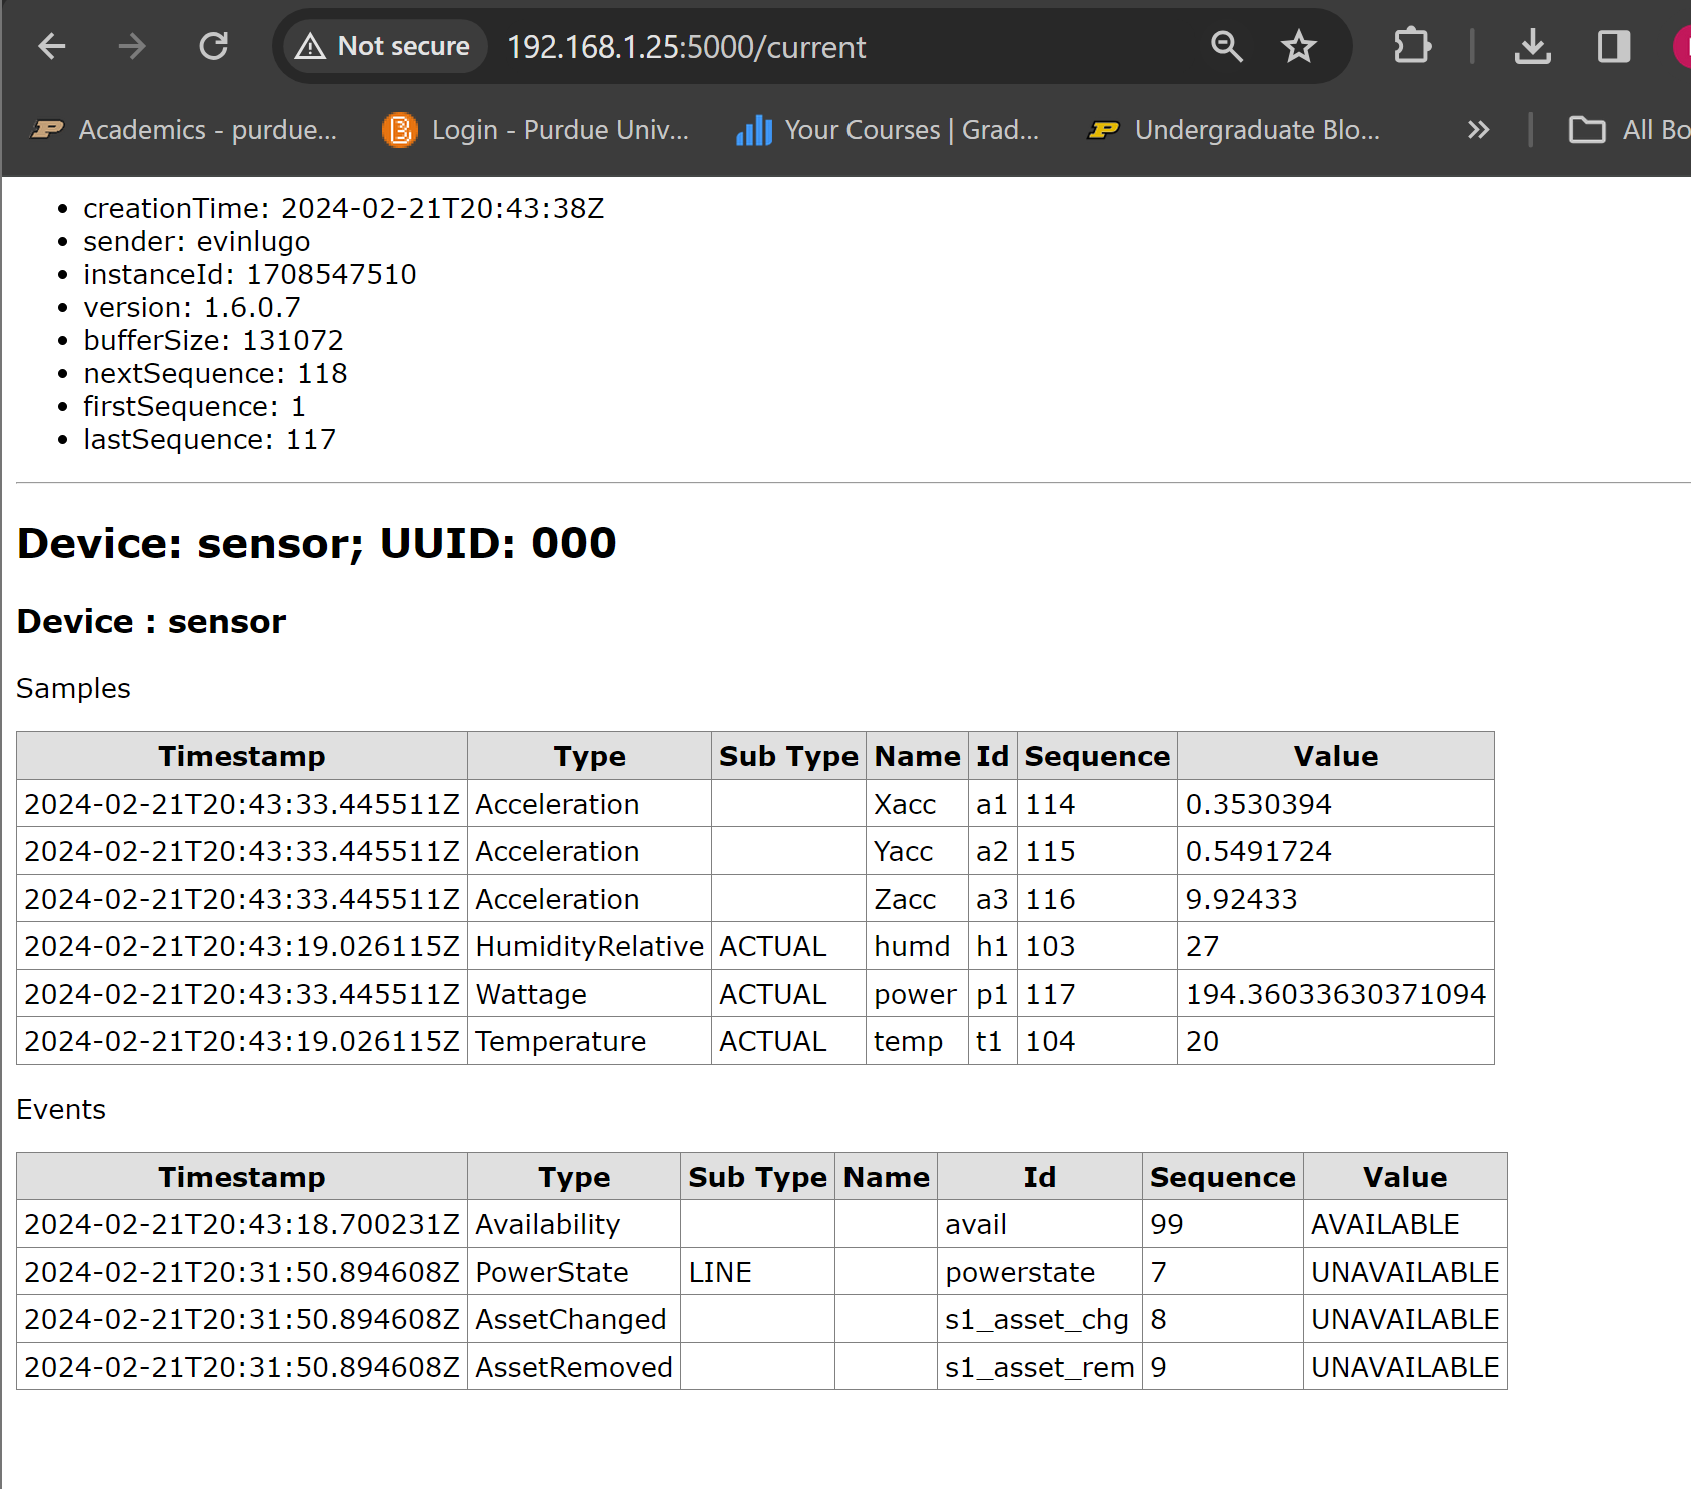 Not secure 192.168.1.25:5000/current
Academics - purdue... Login - Purdue Univ... Your Courses | Grad... Undergraduate Blo... All Bo
creationTime: 2024-02-21T20:43:38Z
sender: evinlugo
instanceId: 1708547510
version: 1.6.0.7
bufferSize: 131072
nextSequence: 118
firstSequence: 1
lastSequence: 117
Device: sensor; UUID: 000
Device : sensor
Samples
Timestamp Type Sub Type Name Id Sequence Value
2024-02-21T20:43:33.445511Z Acceleration Xacc a1 114 0.3530394
2024-02-21T20:43:33.445511Z Acceleration Yacc a2 115 0.5491724
2024-02-21T20:43:33.445511Z Acceleration Zacc a3 116 9.92433
2024-02-21T20:43:19.026115Z HumidityRelative ACTUAL humd h1 103 27
2024-02-21T20:43:33.445511Z Wattage ACTUAL power p1 117 194.36033630371094
2024-02-21T20:43:19.026115Z Temperature ACTUAL temp t1 104 20
Events
Timestamp Type Sub Type Name Id Sequence Value
2024-02-21T20:43:18.700231Z Availability avail 99 AVAILABLE
2024-02-21T20:31:50.894608Z PowerState LINE powerstate 7 UNAVAILABLE
2024-02-21T20:31:50.894608Z AssetChanged s1_asset_chg 8 UNAVAILABLE
2024-02-21T20:31:50.894608Z AssetRemoved s1_asset_rem 9 UNAVAILABLE